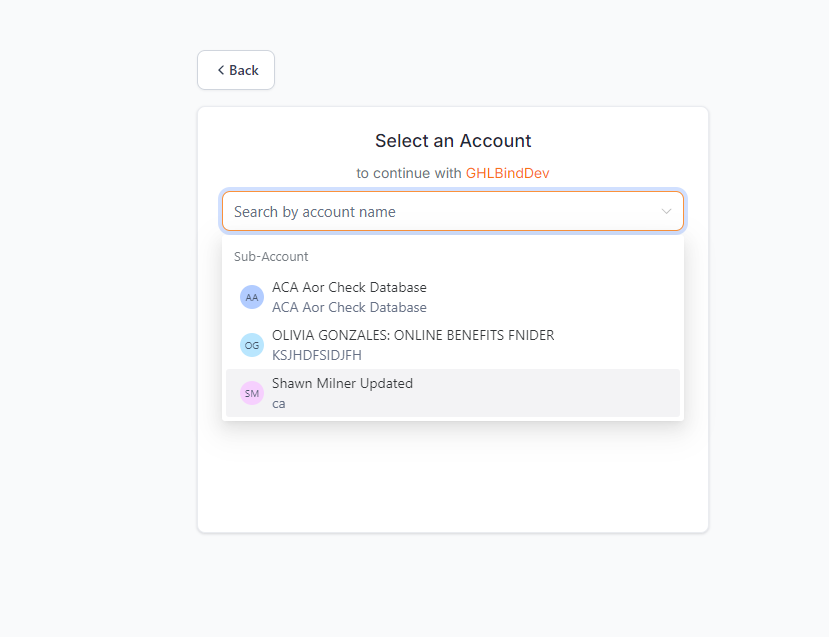 Back
Select an Account
to continue with GHLBindDev
Search by account name
Sub-Account
AA
ACA Aor Check Database
ACA Aor Check Database
OG
OLIVIA GONZALES: ONLINE BENEFITS FNIDER
KSJHDFSIDJFH
SM
Shawn Milner Updated
ca